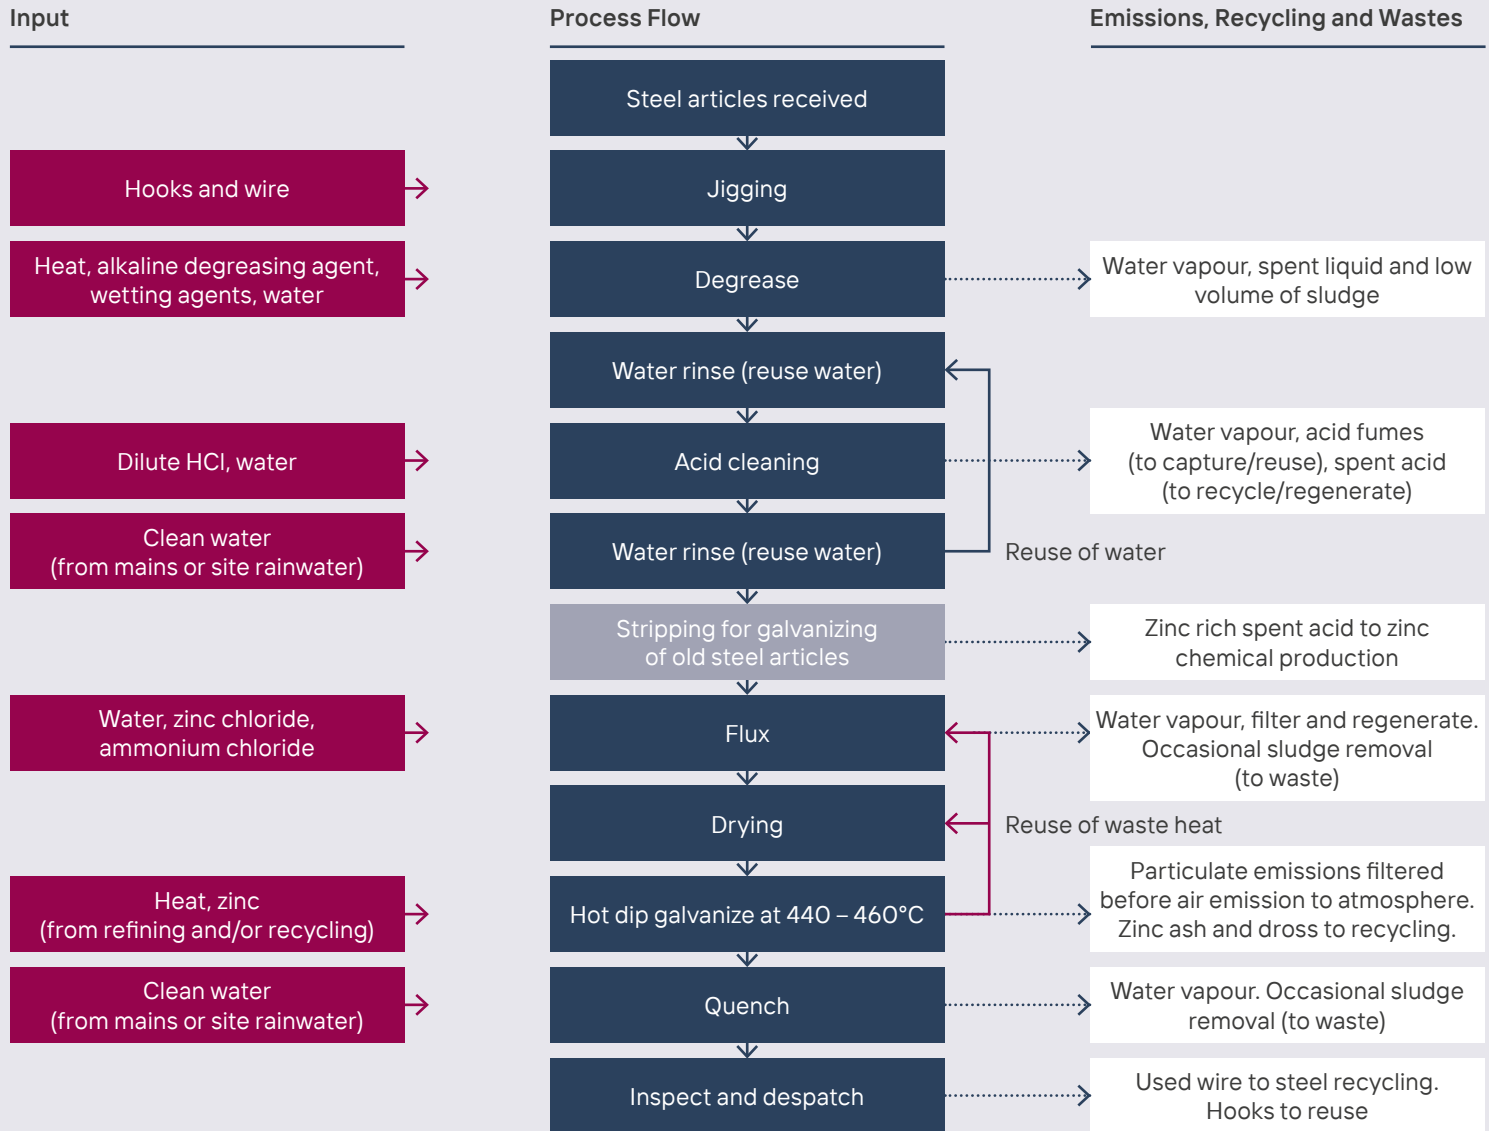 Input
Process Flow
Emissions, Recycling and Wastes
Steel articles received
Hooks and wire
Jigging
Heat, alkaline degreasing agent,
wetting agents, water
Degrease
Water vapour, spent liquid and low
volume of sludge
Water rinse (reuse water)
Dilute HCl, water
Acid cleaning
Water vapour, acid fumes
(to capture/reuse), spent acid
(to recycle/regenerate)
Clean water
(from mains or site rainwater)
Water rinse (reuse water)
Reuse of water
Stripping for galvanizing
of old steel articles
Zinc rich spent acid to zinc
chemical production
Water, zinc chloride,
ammonium chloride
Flux
Water vapour, filter and regenerate.
Occasional sludge removal
(to waste)
Drying
Reuse of waste heat
Heat, zinc
(from refining and/or recycling)
Hot dip galvanize at 440 – 460°C
Particulate emissions filtered
before air emission to atmosphere.
Zinc ash and dross to recycling.
Clean water
(from mains or site rainwater)
Quench
Water vapour. Occasional sludge
removal (to waste)
Inspect and despatch
Used wire to steel recycling.
Hooks to reuse